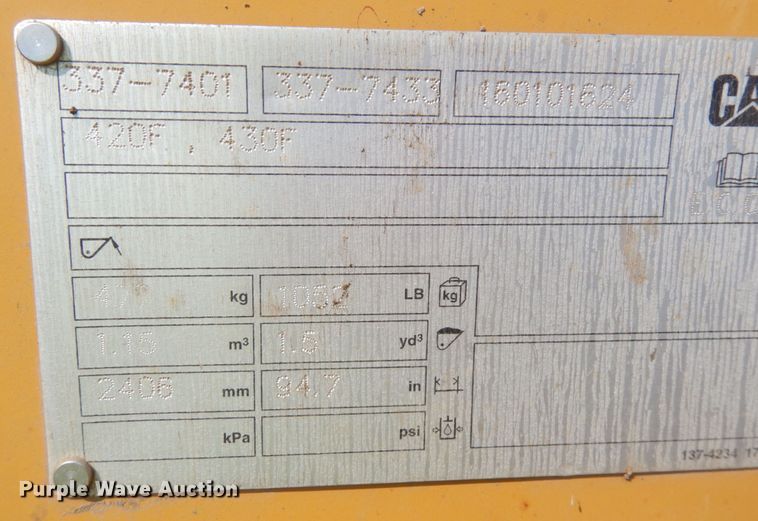 337-7401 337-7433 160101624
420F , 430F
kg 1052 LB kg
1.15 m³ 1.5 yd³
2406 mm 94.7 in
kPa psi
137-4234 17
Purple Wave Auction